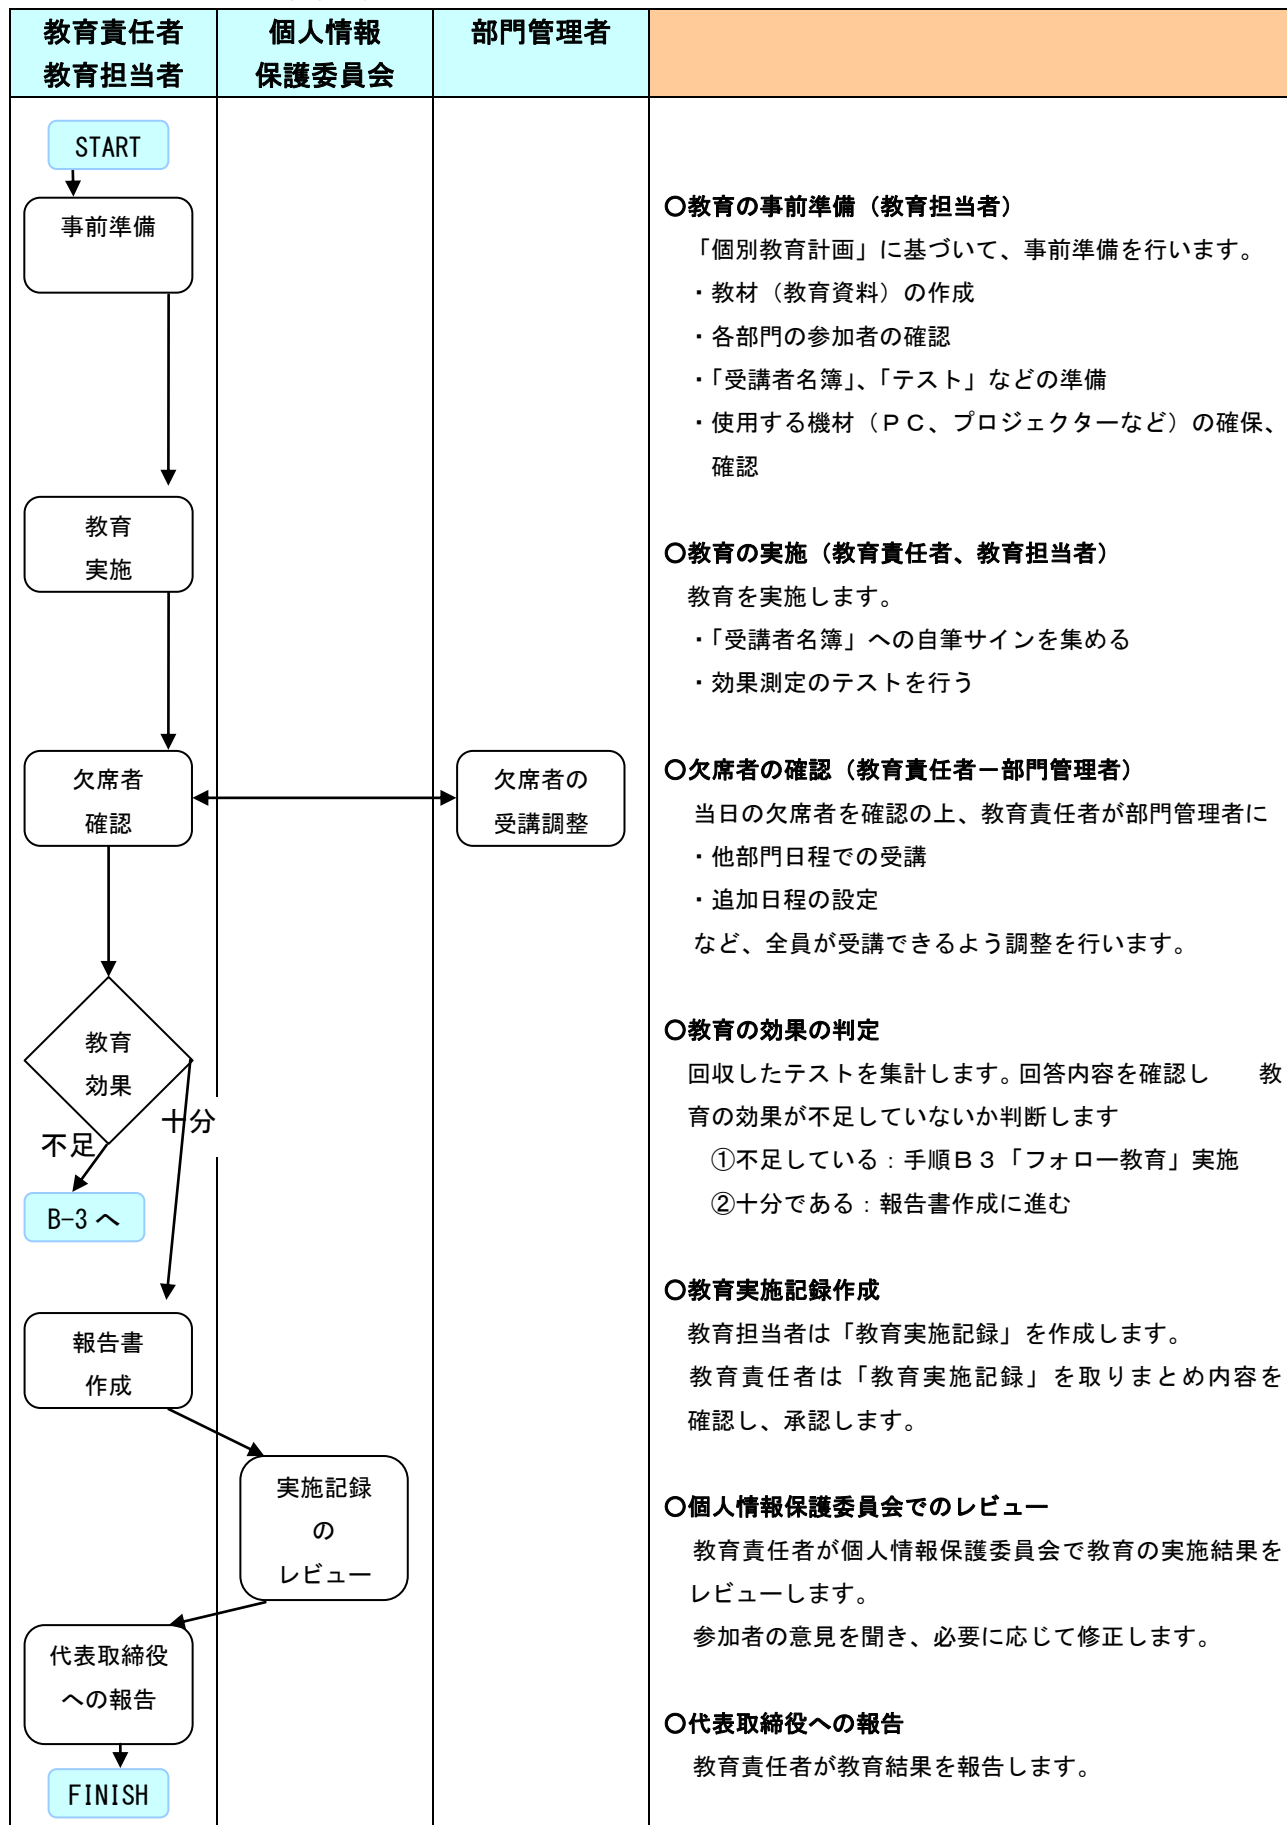 教育責任者
教育担当者
個人情報
保護委員会
部門管理者
START
事前準備
○教育の事前準備（教育担当者）
「個別教育計画」に基づいて、事前準備を行います。
・教材（教育資料）の作成
・各部門の参加者の確認
・「受講者名簿」、「テスト」などの準備
・使用する機材（ＰＣ、プロジェクターなど）の確保、
確認
教育
実施
○教育の実施（教育責任者、教育担当者）
教育を実施します。
・「受講者名簿」への自筆サインを集める
・効果測定のテストを行う
欠席者
確認
欠席者の
受講調整
○欠席者の確認（教育責任者－部門管理者）
当日の欠席者を確認の上、教育責任者が部門管理者に
・他部門日程での受講
・追加日程の設定
など、全員が受講できるよう調整を行います。
教育
効果
十分
不足
B-3 へ
○教育の効果の判定
回収したテストを集計します。回答内容を確認し　　教
育の効果が不足していないか判断します
①不足している：手順Ｂ３「フォロー教育」実施
②十分である：報告書作成に進む
報告書
作成
○教育実施記録作成
教育担当者は「教育実施記録」を作成します。
教育責任者は「教育実施記録」を取りまとめ内容を
確認し、承認します。
実施記録
の
レビュー
○個人情報保護委員会でのレビュー
教育責任者が個人情報保護委員会で教育の実施結果を
レビューします。
参加者の意見を聞き、必要に応じて修正します。
代表取締役
への報告
○代表取締役への報告
教育責任者が教育結果を報告します。
FINISH